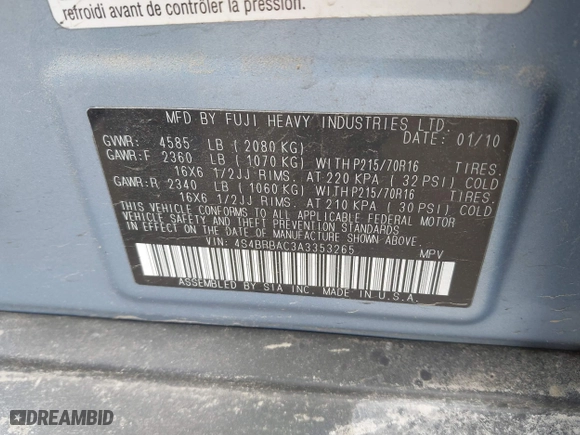 refroidi avant de contrôler la pression.
MFD BY FUJI HEAVY INDUSTRIES LTD.
DATE: 01/10
GVWR: 4585 LB ( 2080 KG)
GAWR:F 2360 LB ( 1070 KG) WITH P215/70R16 TIRES.
16X6 1/2JJ RIMS. AT 220 KPA ( 32 PSI) COLD
GAWR:R 2340 LB ( 1060 KG) WITH P215/70R16 TIRES.
16X6 1/2JJ RIMS. AT 210 KPA ( 30 PSI) COLD
THIS VEHICLE CONFORMS TO ALL APPLICABLE FEDERAL MOTOR
VEHICLE SAFETY AND THEFT PREVENTION STANDARDS
IN EFFECT ON THE DATE OF MANUFACTURE SHOWN ABOVE.
VIN: 4S4BRBAC3A3353265 MPV
ASSEMBLED BY SIA INC. MADE IN U.S.A.
DREAMBID